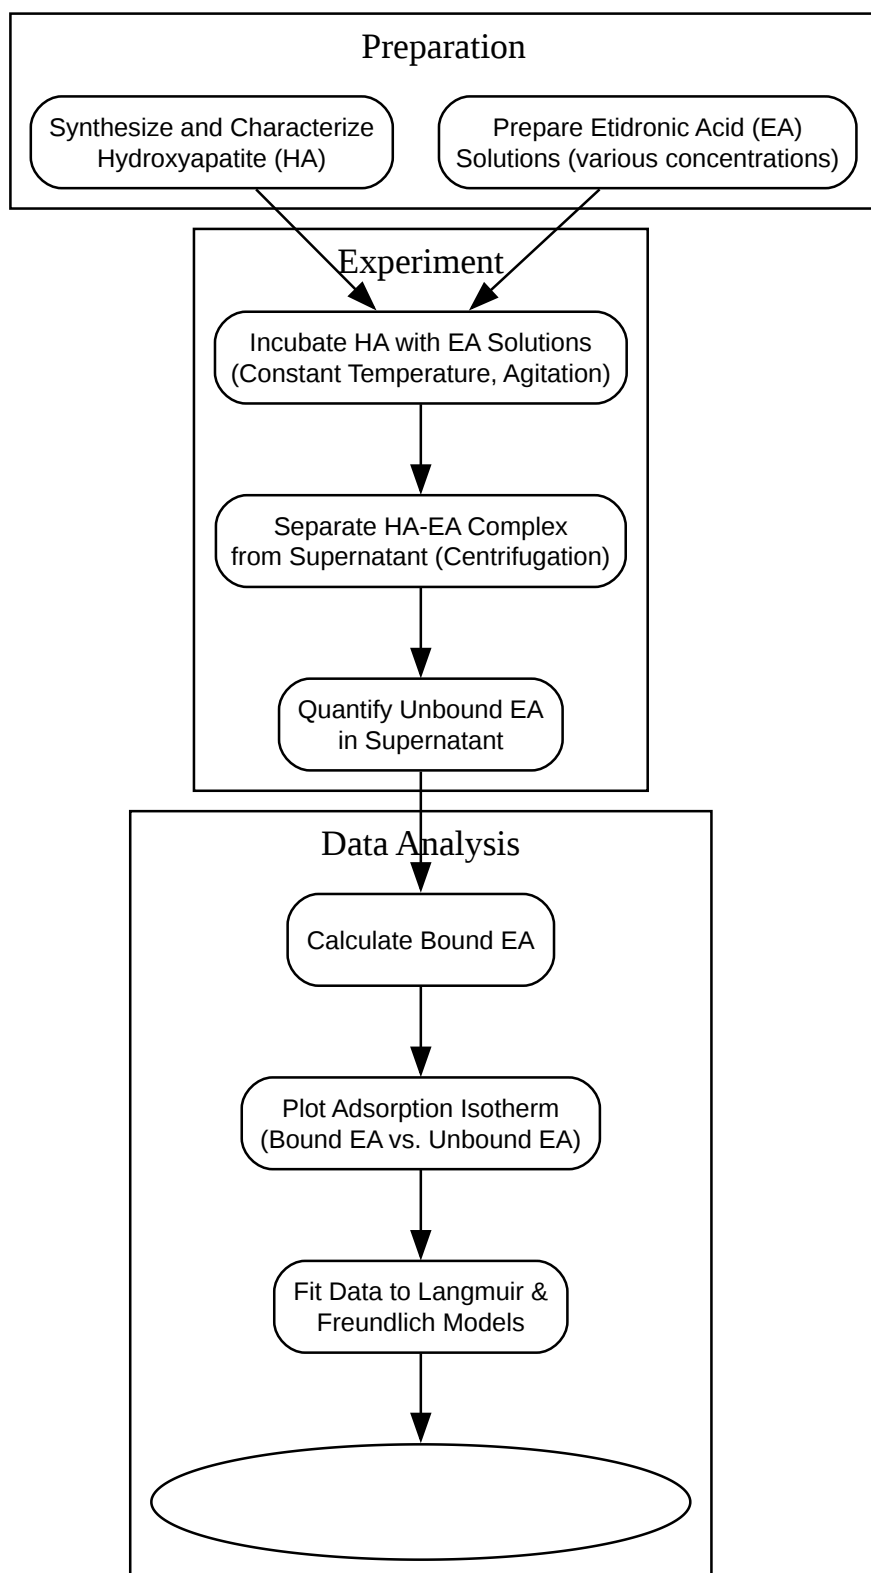 Preparation
Synthesize and Characterize
Hydroxyapatite (HA)
Prepare Etidronic Acid (EA)
Solutions (various concentrations)
Experiment
Incubate HA with EA Solutions
(Constant Temperature, Agitation)
Separate HA-EA Complex
from Supernatant (Centrifugation)
Quantify Unbound EA
in Supernatant
Data Analysis
Calculate Bound EA
Plot Adsorption Isotherm
(Bound EA vs. Unbound EA)
Fit Data to Langmuir &
Freundlich Models